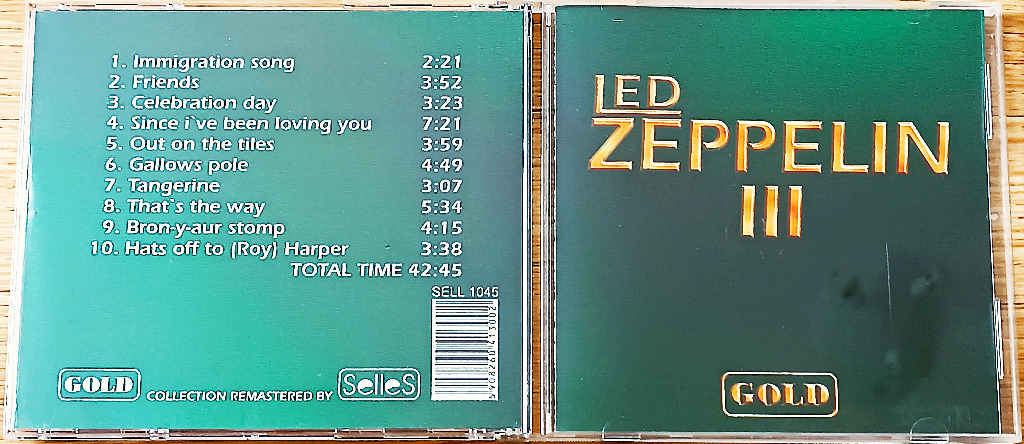 1. Immigration song 2:21
2. Friends 3:52
3. Celebration day 3:23
4. Since i`ve been loving you 7:21
5. Out on the tiles 3:59
6. Gallows pole 4:49
7. Tangerine 3:07
8. That`s the way 5:34
9. Bron-y-aur stomp 4:15
10. Hats off to (Roy) Harper 3:38
TOTAL TIME 42:45
SELL 1045
5908260413002
GOLD
COLLECTION REMASTERED BY
SelleS
LED
ZEPPELIN
III
GOLD